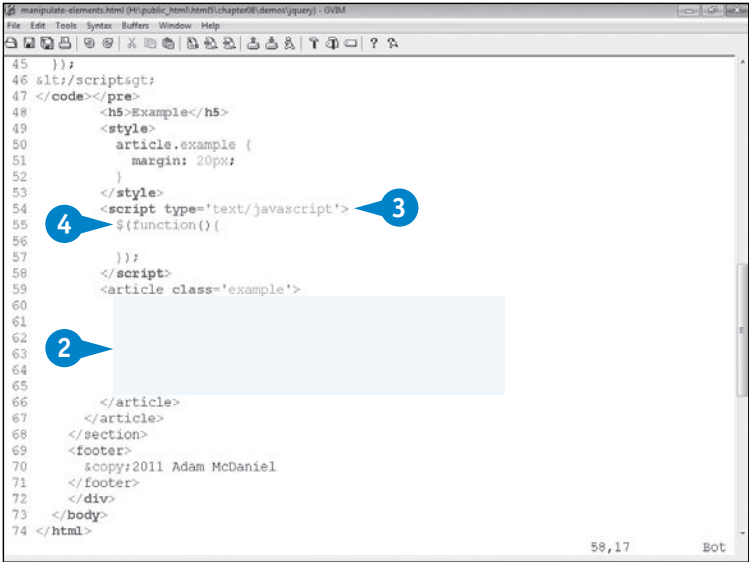 manipulate-elements.html (H:\public_html\html5\chapter08\demos\jquery) - GVIM
File Edit Tools Syntax Buffers Window Help
45   });
46 &lt;/script&gt;
47 </code></pre>
48         <h5>Example</h5>
49         <style>
50           article.example {
51             margin: 20px;
52           }
53         </style>
54         <script type='text/javascript'> 3
55 4         $(function(){
56
57           });
58         </script>
59         <article class='example'>
60
61
62
63 2
64
65
66         </article>
67       </article>
68     </section>
69     <footer>
70       &copy;2011 Adam McDaniel
71     </footer>
72     </div>
73   </body>
74 </html>
58,17 Bot